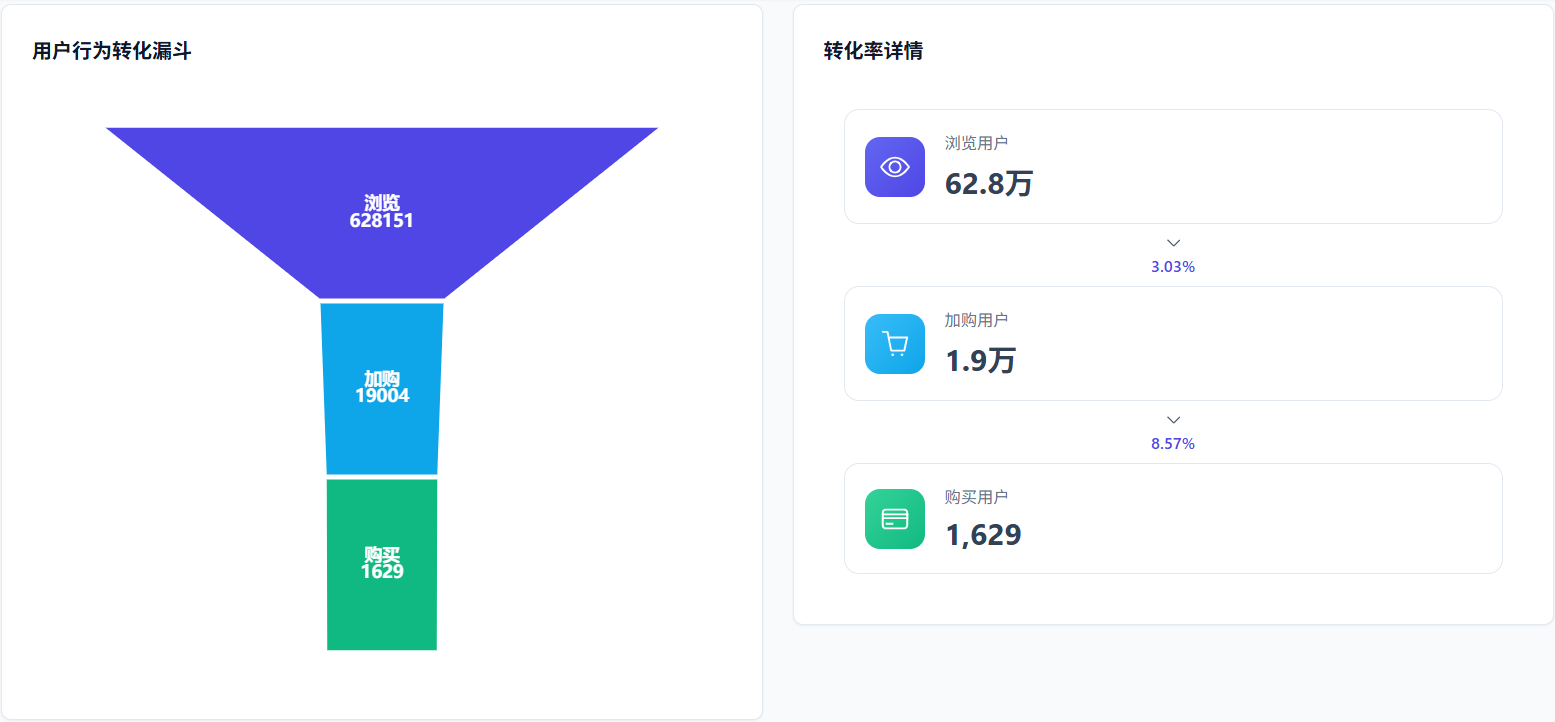 用户行为转化漏斗
浏览
628151
加购
19004
购买
1629
转化率详情
浏览用户
62.8万
3.03%
加购用户
1.9万
8.57%
购买用户
1,629